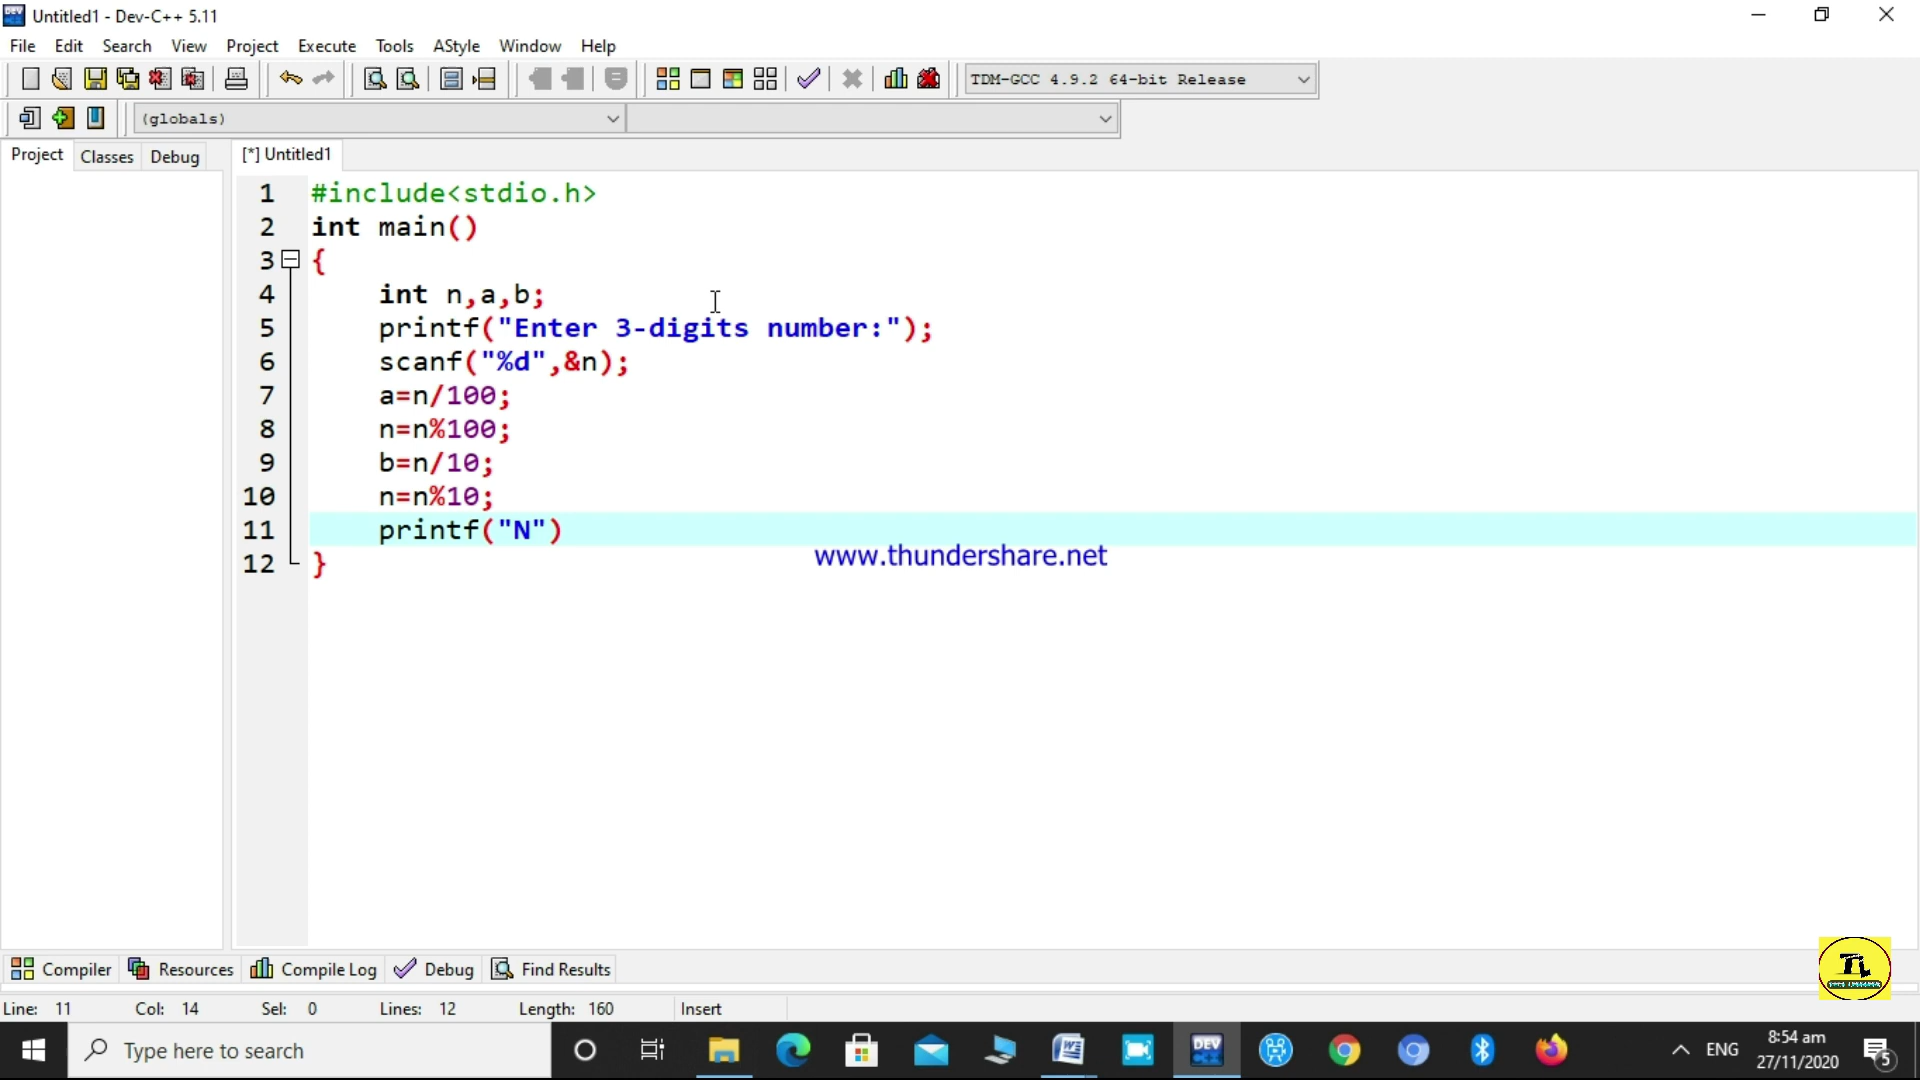 Untitled1 - Dev-C++ 5.11
File Edit Search View Project Execute Tools AStyle Window Help
TDM-GCC 4.9.2 64-bit Release
(globals)
Project Classes Debug [*] Untitled1
1 #include<stdio.h>
2 int main()
3 {
4 int n,a,b;
5 printf("Enter 3-digits number:");
6 scanf("%d",&n);
7 a=n/100;
8 n=n%100;
9 b=n/10;
10 n=n%10;
11 printf("N")
12 }
www.thundershare.net
Compiler Resources Compile Log Debug Find Results
Line: 11 Col: 14 Sel: 0 Lines: 12 Length: 160 Insert
Type here to search
DEV
ENG
8:54 am
27/11/2020
5
TL